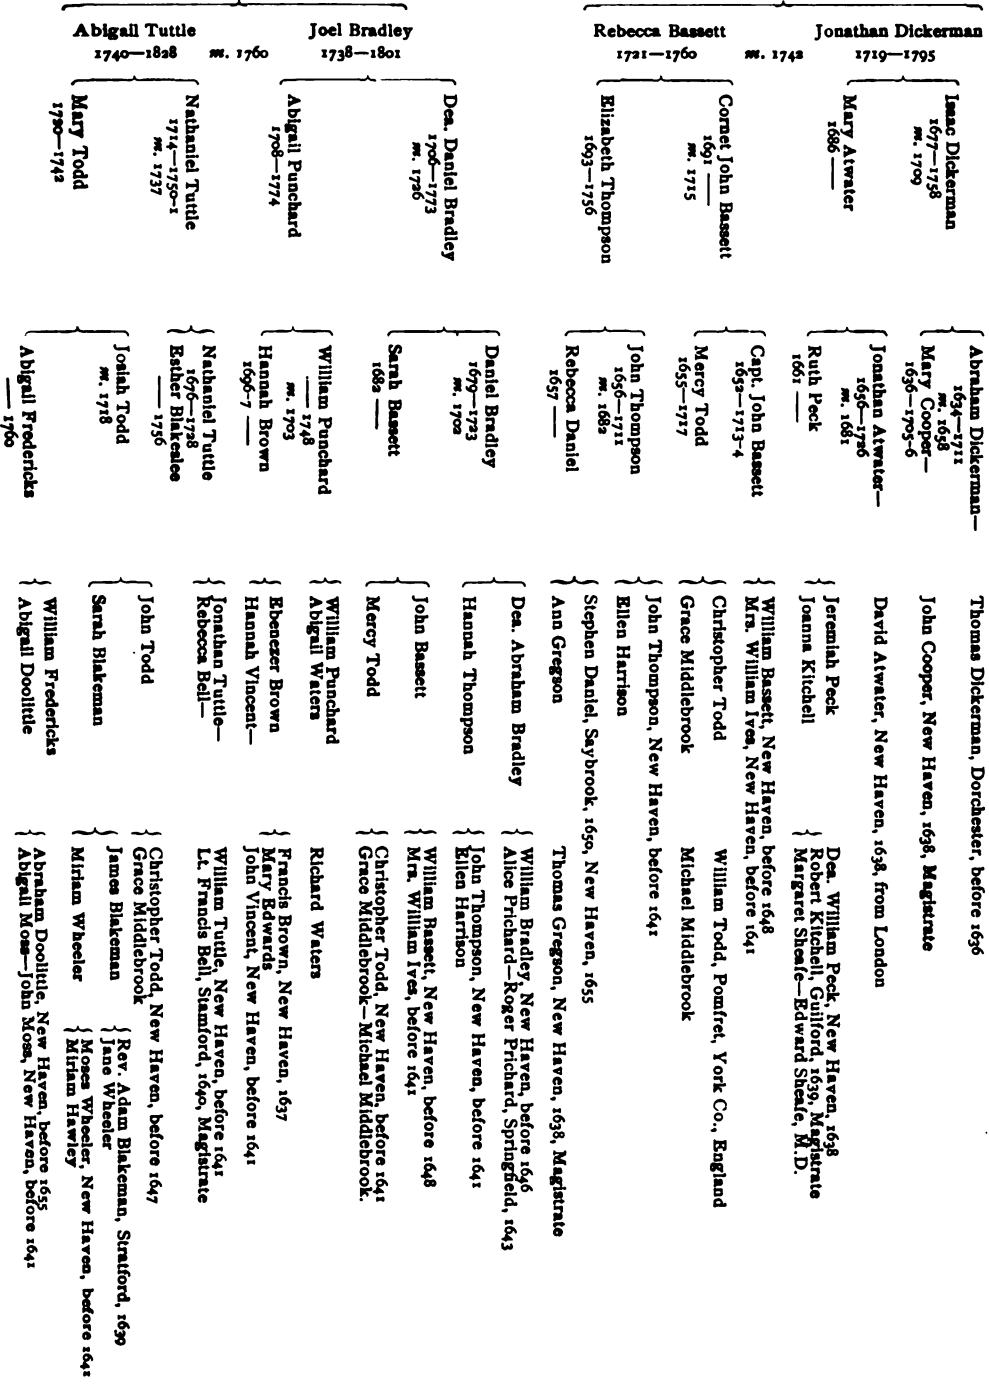 Abigail Tuttle
1740—1828
m. 1760
Joel Bradley
1738—1801
Rebecca Bassett
1721—1760
m. 1742
Jonathan Dickerman
1719—1795
Isaac Dickerman
1677—1758
m. 1709
Mary Atwater
1686 ——
Cornet John Bassett
1691 ——
m. 1715
Elizabeth Thompson
1693—1756
Dea. Daniel Bradley
1706—1773
m. 1726
Abigail Punchard
1708—1774
Nathaniel Tuttle
1714—1750-1
m. 1737
Mary Todd
1720—1742
Abraham Dickerman—
1634—1711
m. 1658
Mary Cooper—
1636—1705-6
Jonathan Atwater—
1656—1726
m. 1681
Ruth Peck
1661 ——
Capt. John Bassett
1652—1713-4
Mercy Todd
1655—1717
John Thompson
1656—1711
m. 1682
Rebecca Daniel
1657 ——
Daniel Bradley
1679—1723
m. 1702
Sarah Bassett
1682 ——
William Punchard
—— 1748
m. 1703
Hannah Brown
1696-7 ——
Nathaniel Tuttle
1676—1728
Esther Blakeslee
—— 1756
Josiah Todd
m. 1718
Abigail Fredericks
—— 1760
Thomas Dickerman, Dorchester, before 1636
John Cooper, New Haven, 1638, Magistrate
David Atwater, New Haven, 1638, from London
Jeremiah Peck
Joanna Kitchell
William Bassett, New Haven, before 1648
Mrs. William Ives, New Haven, before 1641
Christopher Todd
Grace Middlebrook
John Thompson, New Haven, before 1641
Ellen Harrison
Stephen Daniel, Saybrook, 1650, New Haven, 1655
Ann Gregson
Dea. Abraham Bradley
Hannah Thompson
John Bassett
Mercy Todd
William Punchard
Abigail Waters
Ebenezer Brown
Hannah Vincent—
Jonathan Tuttle—
Rebecca Bell—
John Todd
Sarah Blakeman
William Fredericks
Abigail Doolittle
Dea. William Peck, New Haven, 1638
Robert Kitchell, Guilford, 1639, Magistrate
Margaret Sheafe—Edward Sheafe, M.D.
William Todd, Pomfret, York Co., England
Michael Middlebrook
Thomas Gregson, New Haven, 1638, Magistrate
William Bradley, New Haven, before 1646
Alice Prichard—Roger Prichard, Springfield, 1643
John Thompson, New Haven, before 1641
Ellen Harrison
William Bassett, New Haven, before 1648
Mrs. William Ives, before 1641
Christopher Todd, New Haven, before 1641
Grace Middlebrook—Michael Middlebrook.
Richard Waters
Francis Brown, New Haven, 1637
Mary Edwards
John Vincent, New Haven, before 1641
William Tuttle, New Haven, before 1641
Lt. Francis Bell, Stamford, 1640, Magistrate
Christopher Todd, New Haven, before 1647
Grace Middlebrook
James Blakeman
Miriam Wheeler
Abraham Doolittle, New Haven, before 1655
Abigail Moss—John Moss, New Haven, before 1641
Rev. Adam Blakeman, Stratford, 1639
Jane Wheeler
Moses Wheeler, New Haven, before 1641
Miriam Hawley